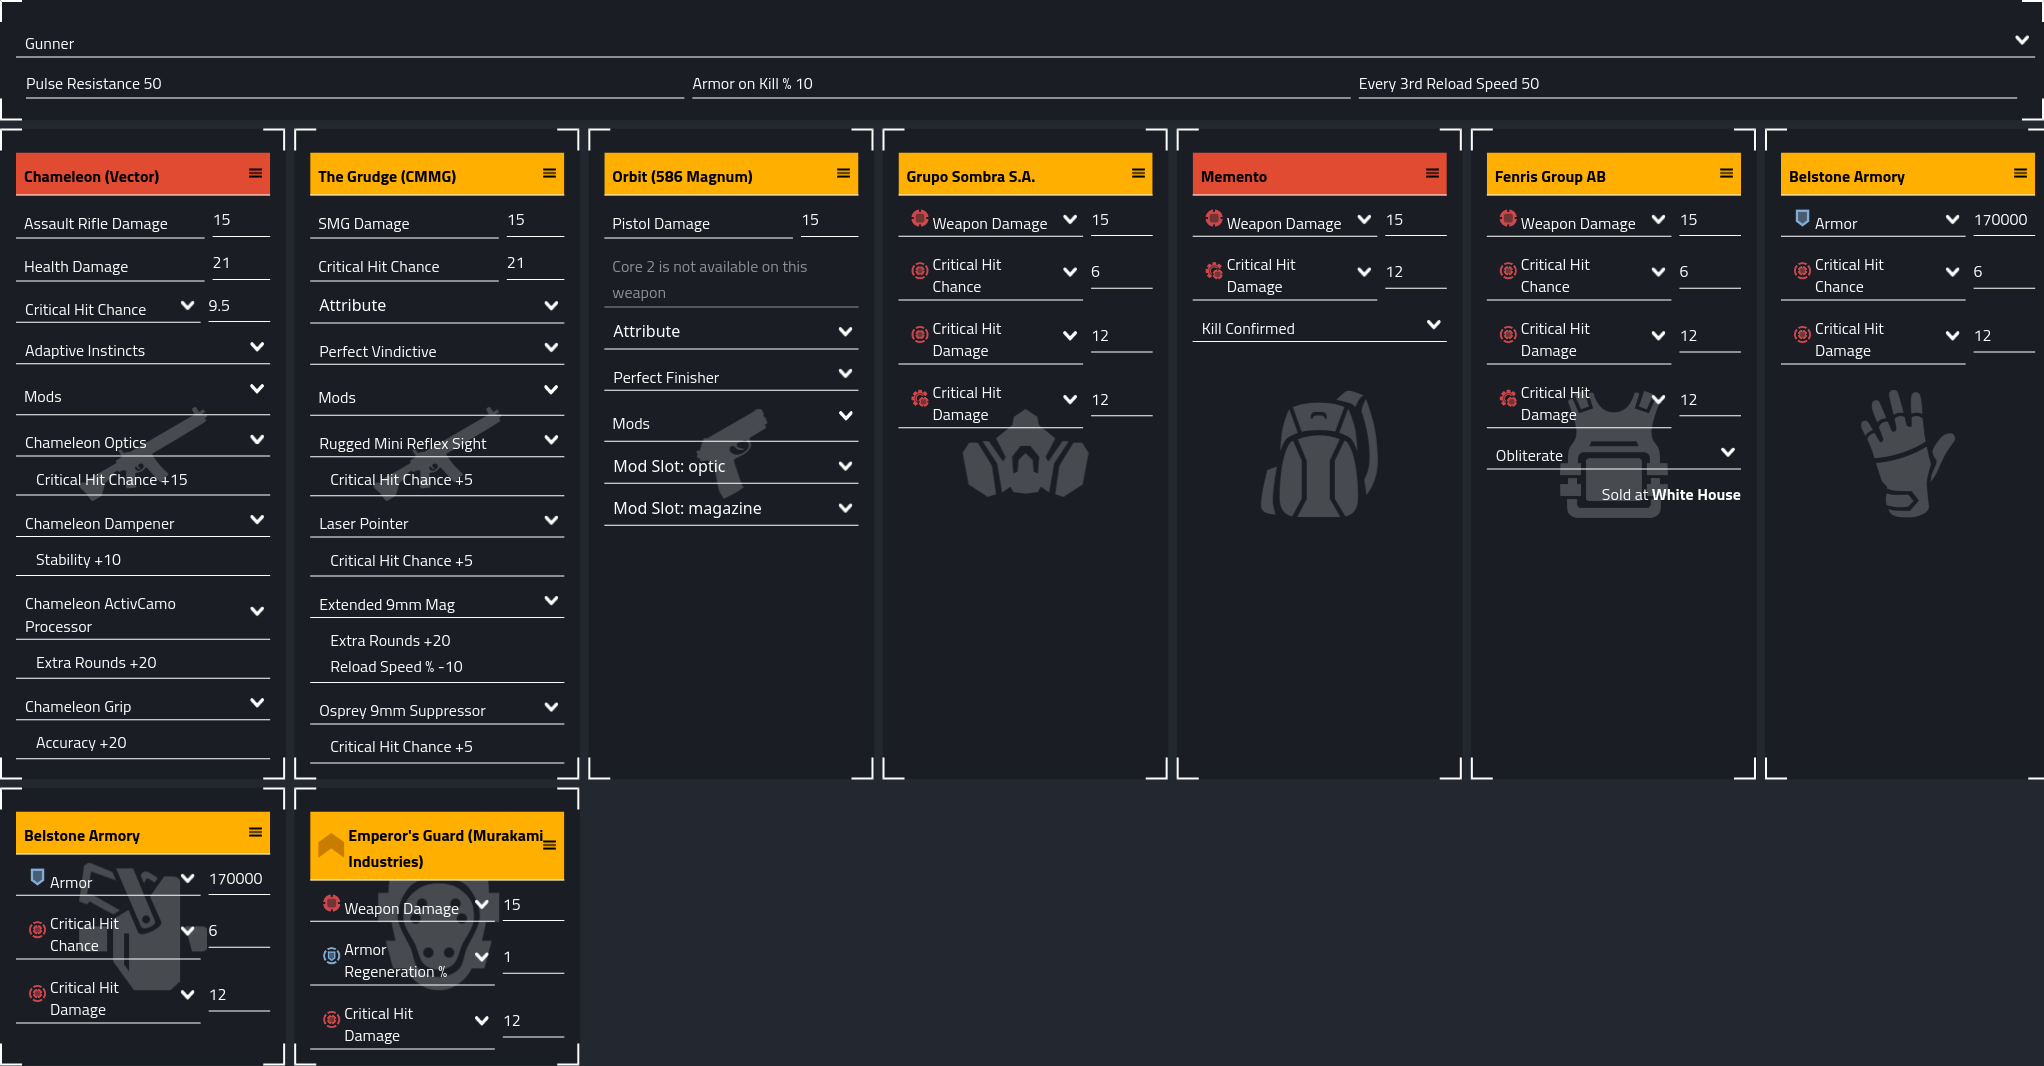 Gunner
Pulse Resistance 50
Armor on Kill % 10
Every 3rd Reload Speed 50
Chameleon (Vector)
Assault Rifle Damage 15
Health Damage 21
Critical Hit Chance 9.5
Adaptive Instincts
Mods
Chameleon Optics
Critical Hit Chance +15
Chameleon Dampener
Stability +10
Chameleon ActivCamo
Processor
Extra Rounds +20
Chameleon Grip
Accuracy +20
The Grudge (CMMG)
SMG Damage 15
Critical Hit Chance 21
Attribute
Perfect Vindictive
Mods
Rugged Mini Reflex Sight
Critical Hit Chance +5
Laser Pointer
Critical Hit Chance +5
Extended 9mm Mag
Extra Rounds +20
Reload Speed % -10
Osprey 9mm Suppressor
Critical Hit Chance +5
Orbit (586 Magnum)
Pistol Damage 15
Core 2 is not available on this
weapon
Attribute
Perfect Finisher
Mods
Mod Slot: optic
Mod Slot: magazine
Grupo Sombra S.A.
Weapon Damage 15
Critical Hit
Chance 6
Critical Hit
Damage 12
Critical Hit
Damage 12
Memento
Weapon Damage 15
Critical Hit
Damage 12
Kill Confirmed
Fenris Group AB
Weapon Damage 15
Critical Hit
Chance 6
Critical Hit
Damage 12
Critical Hit
Damage 12
Obliterate
Sold at White House
Belstone Armory
Armor 170000
Critical Hit
Chance 6
Critical Hit
Damage 12
Belstone Armory
Armor 170000
Critical Hit
Chance 6
Critical Hit
Damage 12
Emperor's Guard (Murakami
Industries)
Weapon Damage 15
Armor
Regeneration % 1
Critical Hit
Damage 12